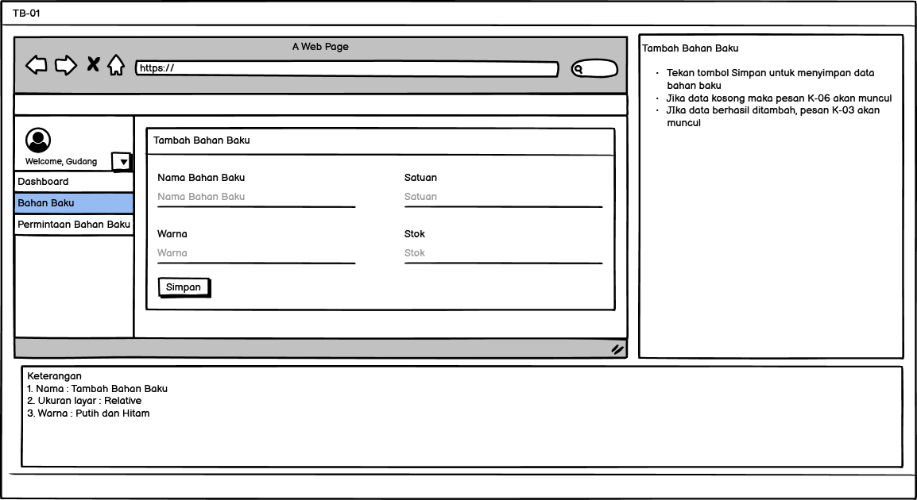 TB-01
A Web Page
https://
Welcome, Gudang
Dashboard
Bahan Baku
Permintaan Bahan Baku
Tambah Bahan Baku
Nama Bahan Baku
Satuan
Nama Bahan Baku
Satuan
Warna
Stok
Warna
Stok
Simpan
Tambah Bahan Baku
· Tekan tombol Simpan untuk menyimpan data
bahan baku
· Jika data kosong maka pesan K-06 akan muncul
· JIka data berhasil ditambah, pesan K-03 akan
muncul
Keterangan
1. Nama : Tambah Bahan Baku
2. Ukuran layar : Relative
3. Warna : Putih dan Hitam